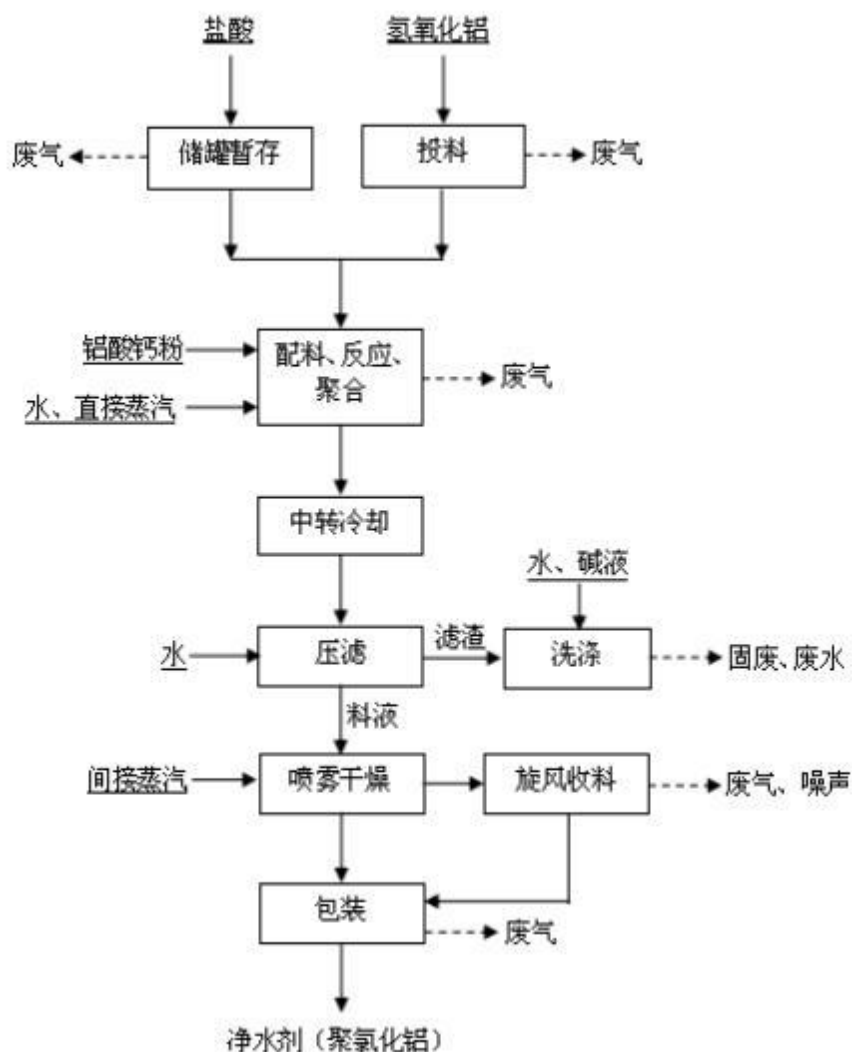 盐酸
氢氧化铝
废气
储罐暂存
投料
废气
铝酸钙粉
配料、反应、
聚合
废气
水、直接蒸汽
中转冷却
水、碱液
水
压滤
滤渣
洗涤
固废、废水
料液
间接蒸汽
喷雾干燥
旋风收料
废气、噪声
包装
废气
净水剂（聚氯化铝）